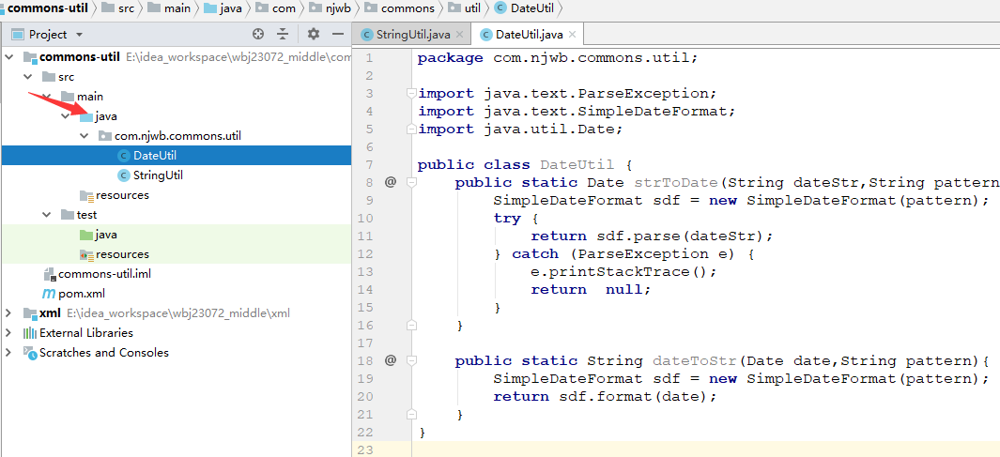 commons-util src main java com njwb commons util DateUtil
Project
commons-util E:\idea_workspace\wbj23072_middle\com
src
main
java
com.njwb.commons.util
DateUtil
StringUtil
resources
test
java
resources
commons-util.iml
pom.xml
xml E:\idea_workspace\wbj23072_middle\xml
External Libraries
Scratches and Consoles
StringUtil.java DateUtil.java
1 package com.njwb.commons.util;
2
3 import java.text.ParseException;
4 import java.text.SimpleDateFormat;
5 import java.util.Date;
6
7 public class DateUtil {
8 @ public static Date strToDate(String dateStr,String pattern
9 SimpleDateFormat sdf = new SimpleDateFormat(pattern);
10 try {
11 return sdf.parse(dateStr);
12 } catch (ParseException e) {
13 e.printStackTrace();
14 return  null;
15 }
16 }
17
18 @ public static String dateToStr(Date date,String pattern){
19 SimpleDateFormat sdf = new SimpleDateFormat(pattern);
20 return sdf.format(date);
21 }
22 }
23